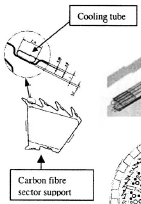 Cooling tube
Carbon fibre
sector support